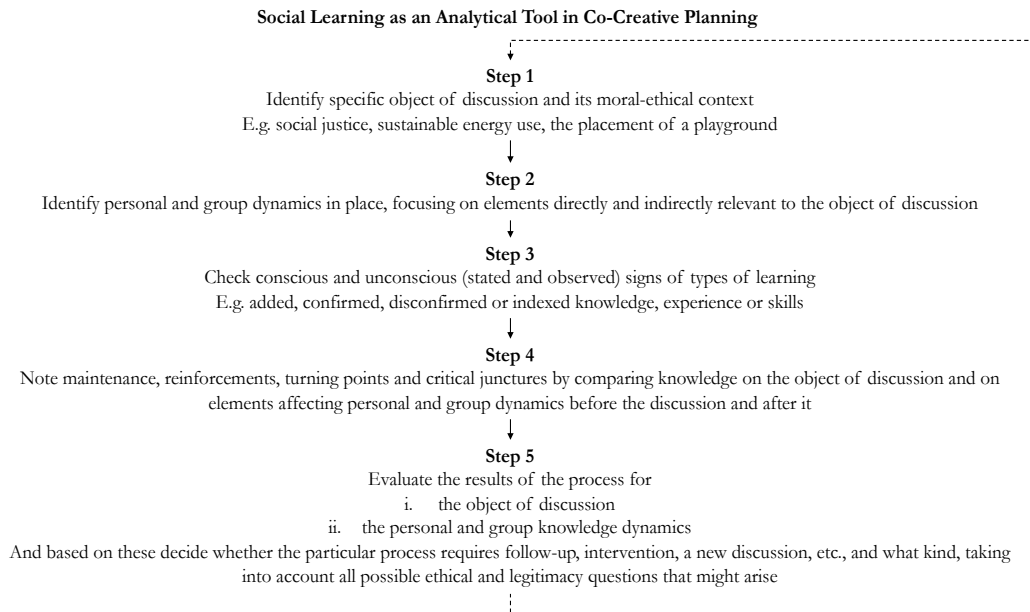 Social Learning as an Analytical Tool in Co-Creative Planning
Step 1
Identify specific object of discussion and its moral-ethical context
E.g. social justice, sustainable energy use, the placement of a playground
Step 2
Identify personal and group dynamics in place, focusing on elements directly and indirectly relevant to the object of discussion
Step 3
Check conscious and unconscious (stated and observed) signs of types of learning
E.g. added, confirmed, disconfirmed or indexed knowledge, experience or skills
Step 4
Note maintenance, reinforcements, turning points and critical junctures by comparing knowledge on the object of discussion and on
elements affecting personal and group dynamics before the discussion and after it
Step 5
Evaluate the results of the process for
i. the object of discussion
ii. the personal and group knowledge dynamics
And based on these decide whether the particular process requires follow-up, intervention, a new discussion, etc., and what kind, taking
into account all possible ethical and legitimacy questions that might arise